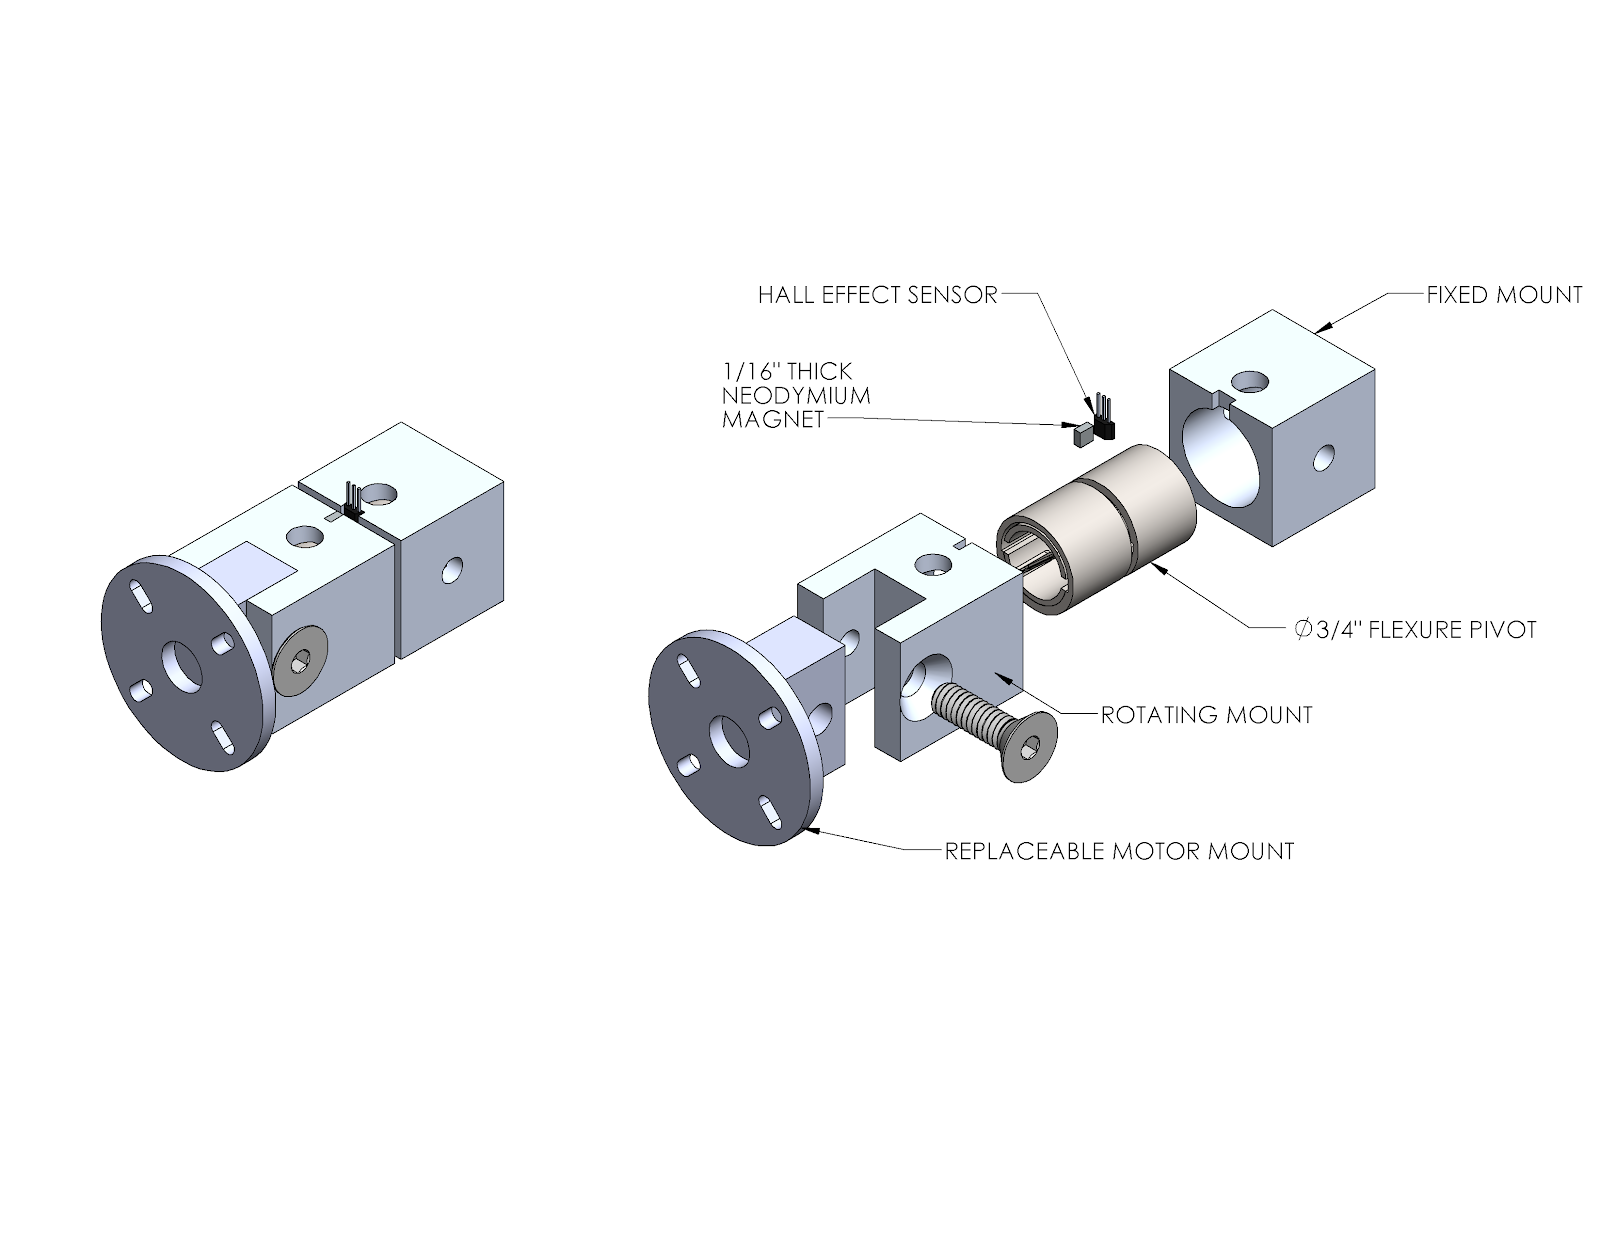 HALL EFFECT SENSOR
FIXED MOUNT
1/16" THICK
NEODYMIUM
MAGNET
∅3/4" FLEXURE PIVOT
ROTATING MOUNT
REPLACEABLE MOTOR MOUNT